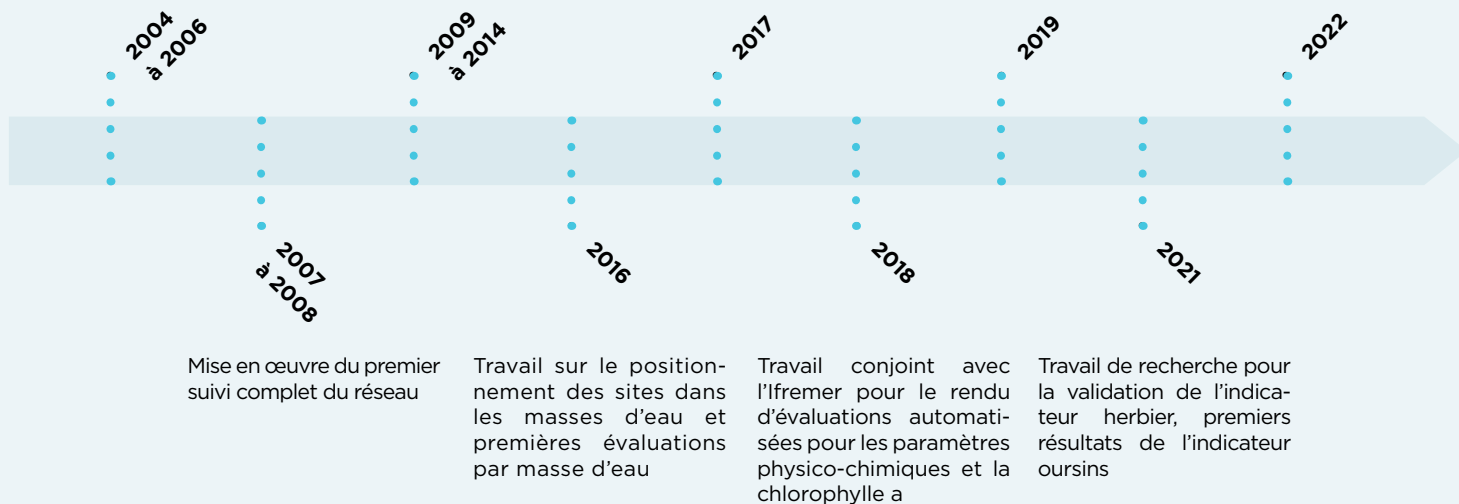 2004
à 2006
2009
à 2014
2017
2019
2022
2007
à 2008
2016
2018
2021
Mise en œuvre du premier
suivi complet du réseau
Travail sur le position-
nement des sites dans
les masses d'eau et
premières évaluations
par masse d'eau
Travail conjoint avec
l'Ifremer pour le rendu
d'évaluations automati-
sées pour les paramètres
physico-chimiques et la
chlorophylle a
Travail de recherche pour
la validation de l'indica-
teur herbier, premiers
résultats de l'indicateur
oursins